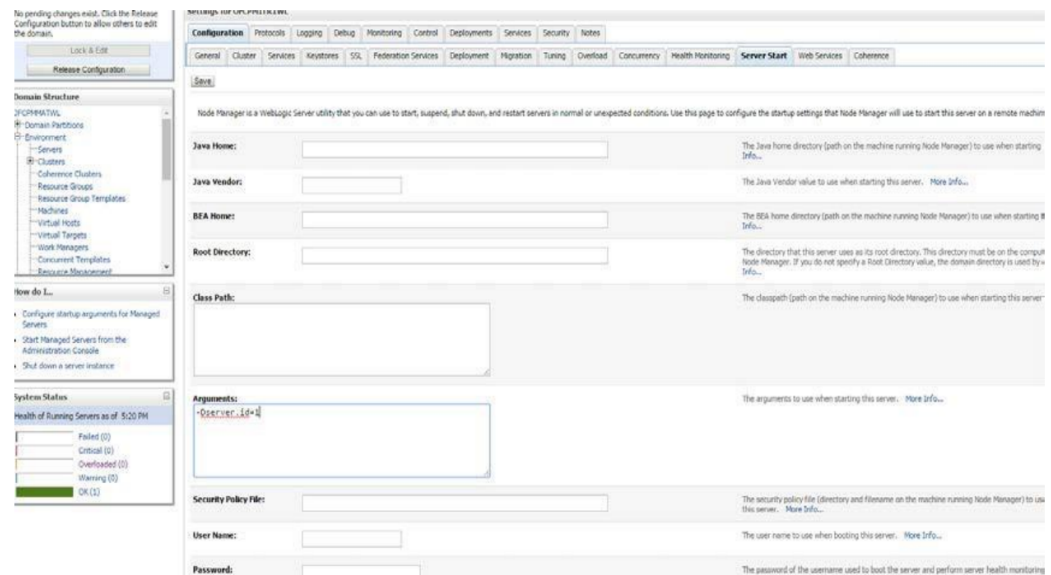 No pending changes exist. Click the Release
Configuration button to allow others to edit
the domain.
Lock & Edit
Release Configuration
Domain Structure
Domain Partitions
Environment
Servers
Clusters
Coherence Clusters
Resource Groups
Resource Group Templates
Machines
Virtual Hosts
Virtual Targets
Work Managers
Concurrent Templates
Resource Management
How do I...
Configure startup arguments for Managed
Servers
Start Managed Servers from the
Administration Console
Shut down a server instance
System Status
Health of Running Servers as of 5:20 PM
Failed (0)
Critical (0)
Overloaded (0)
Warning (0)
OK (1)
Settings for
Configuration Protocols Logging Debug Monitoring Control Deployments Services Security Notes
General Cluster Services Keystores SSL Federation Services Deployment Migration Tuning Overload Concurrency Health Monitoring Server Start Web Services Coherence
Save
Node Manager is a WebLogic Server utility that you can use to start, suspend, shut down, and restart servers in normal or unexpected conditions. Use this page to configure the startup settings that Node Manager will use to start this server on a remote machin
Java Home:
The Java home directory (path on the machine running Node Manager) to use when starting
Info...
Java Vendor:
The Java Vendor value to use when starting this server. More Info...
BEA Home:
The BEA home directory (path on the machine running Node Manager) to use when starting
Info...
Root Directory:
The directory that this server uses as its root directory. This directory must be on the comput
Node Manager. If you do not specify a Root Directory value, the domain directory is used by
Info...
Class Path:
The classpath (path on the machine running Node Manager) to use when starting this server
Arguments:
-Dserver.id=1
The arguments to use when starting this server. More Info...
Security Policy File:
The security policy file (directory and filename on the machine running Node Manager) to us
this server. More Info...
User Name:
The user name to use when booting this server. More Info...
Password:
The password of the username used to boot the server and perform server health monitoring